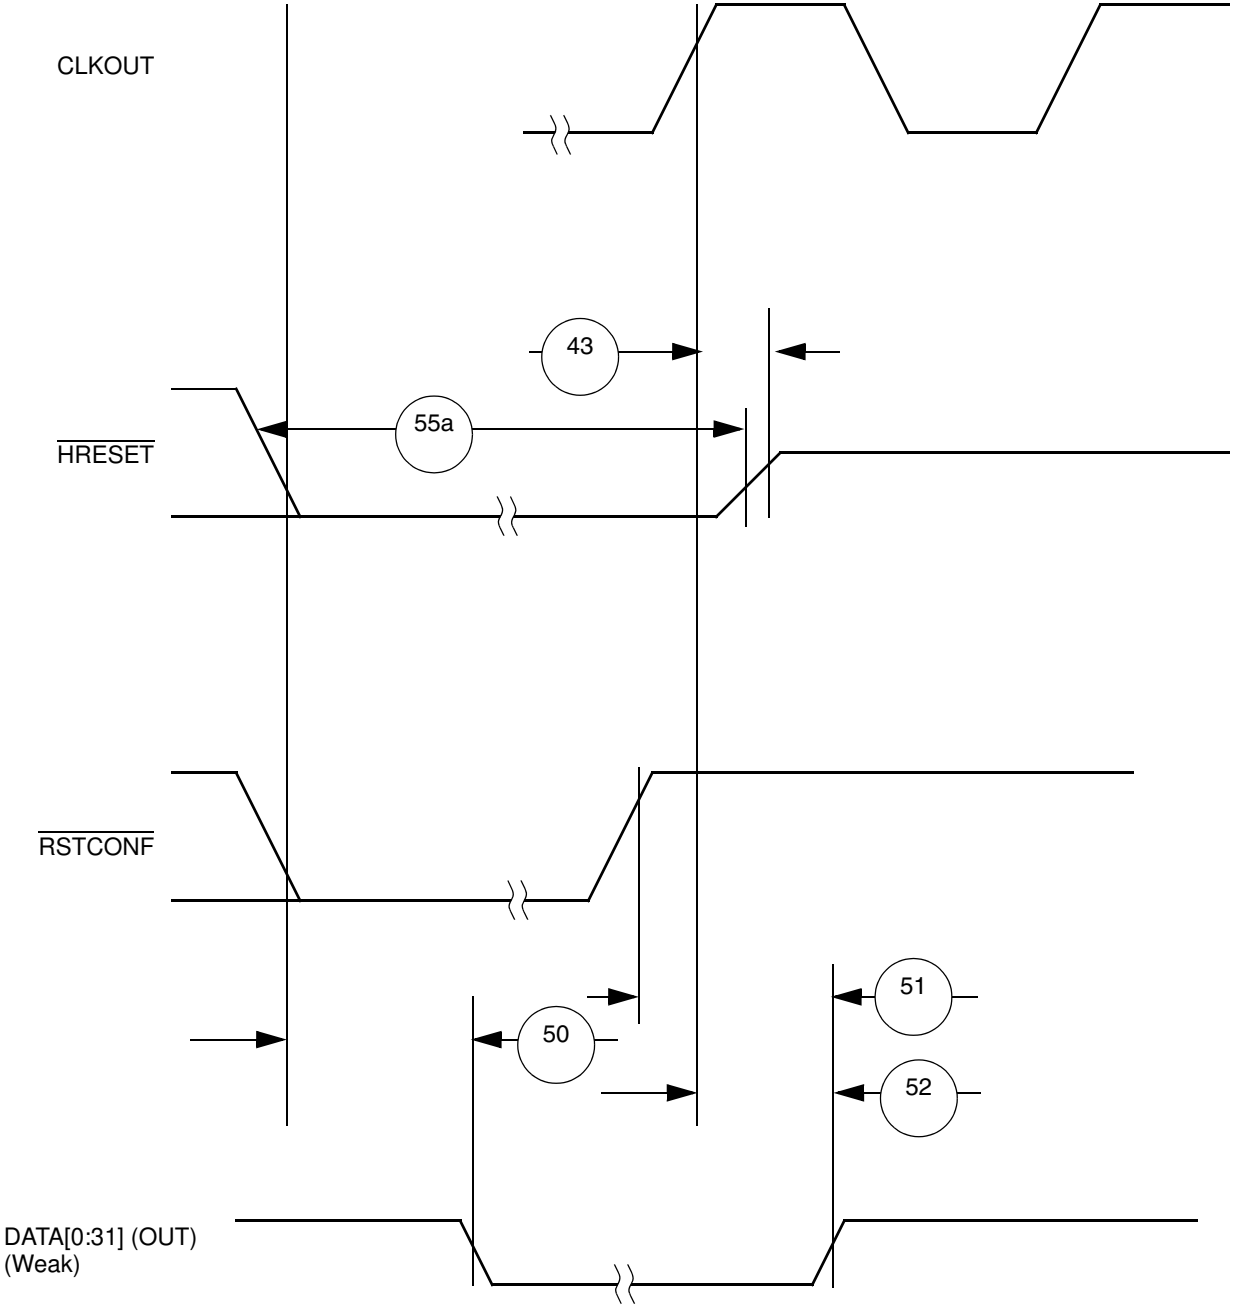 CLKOUT
43
55a
HRESET
RSTCONF
51
50
52
DATA[0:31] (OUT)
(Weak)